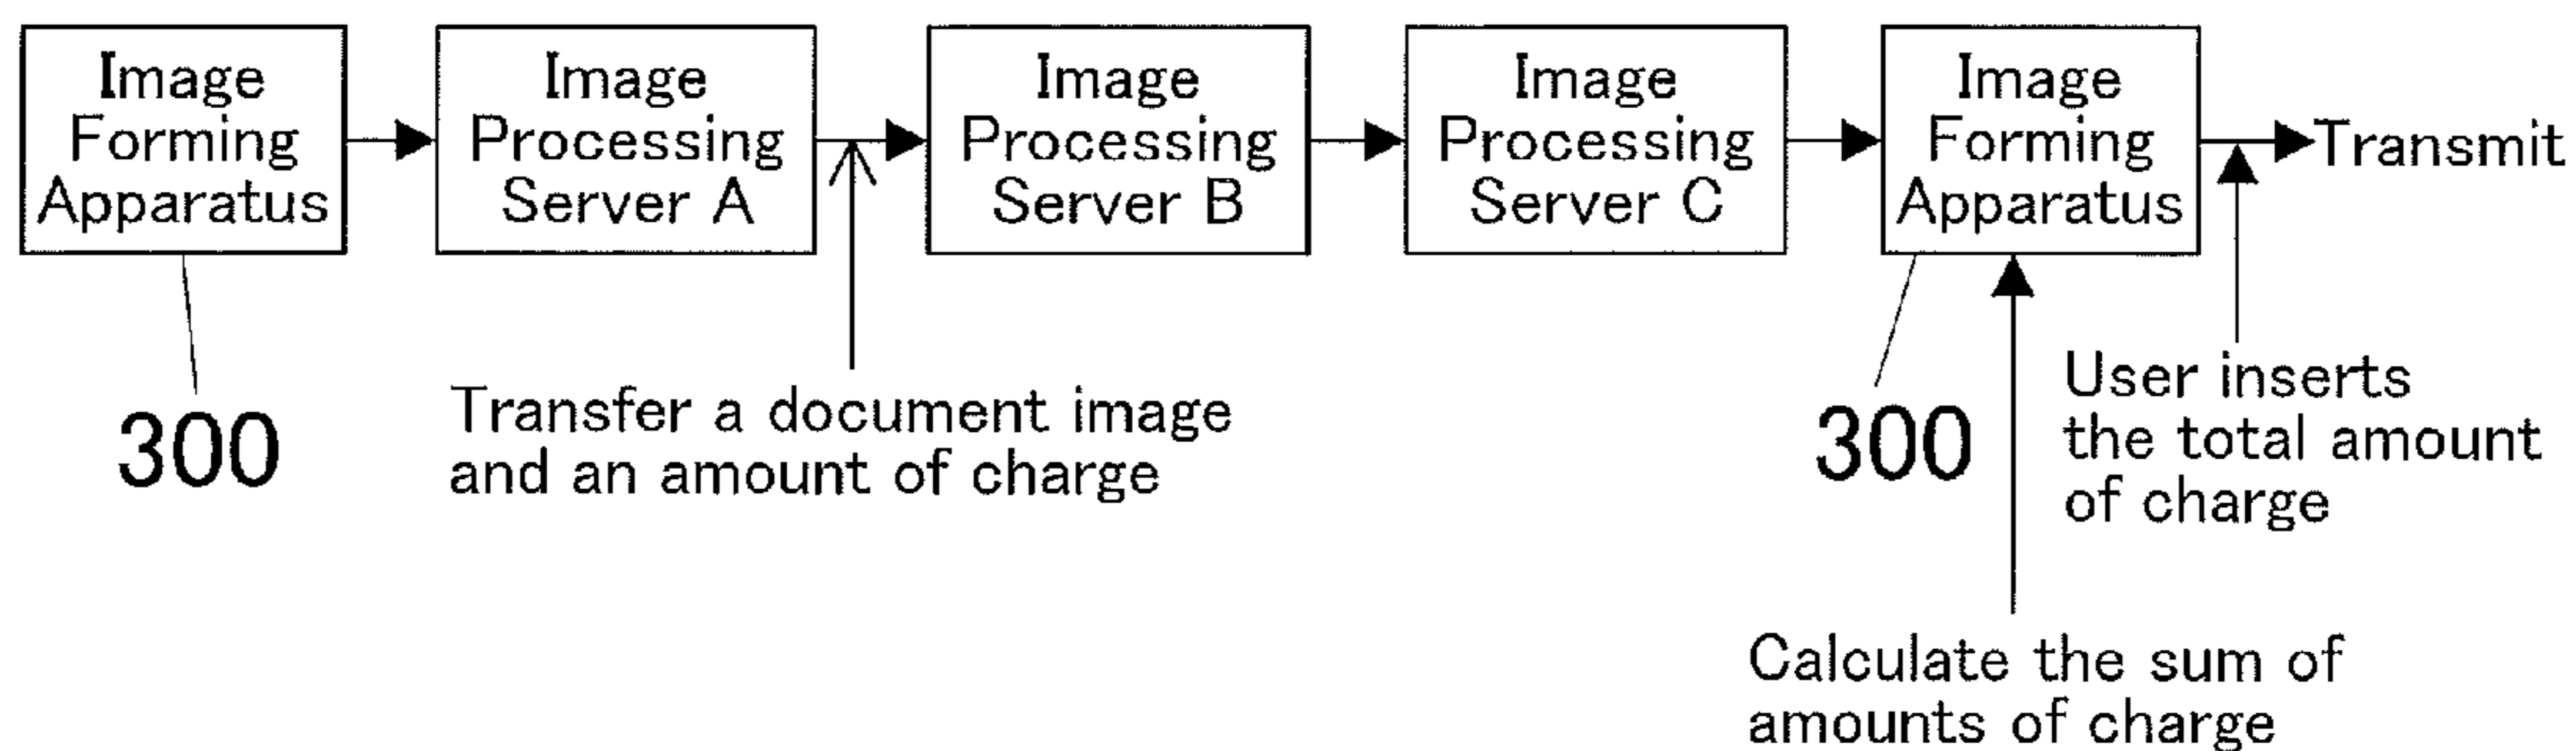 Image
Forming
Apparatus
Image
Processing
Server A
Image
Processing
Server B
Image
Processing
Server C
Image
Forming
Apparatus
Transmit
300
Transfer a document image
and an amount of charge
300
User inserts
the total amount
of charge
Calculate the sum of
amounts of charge